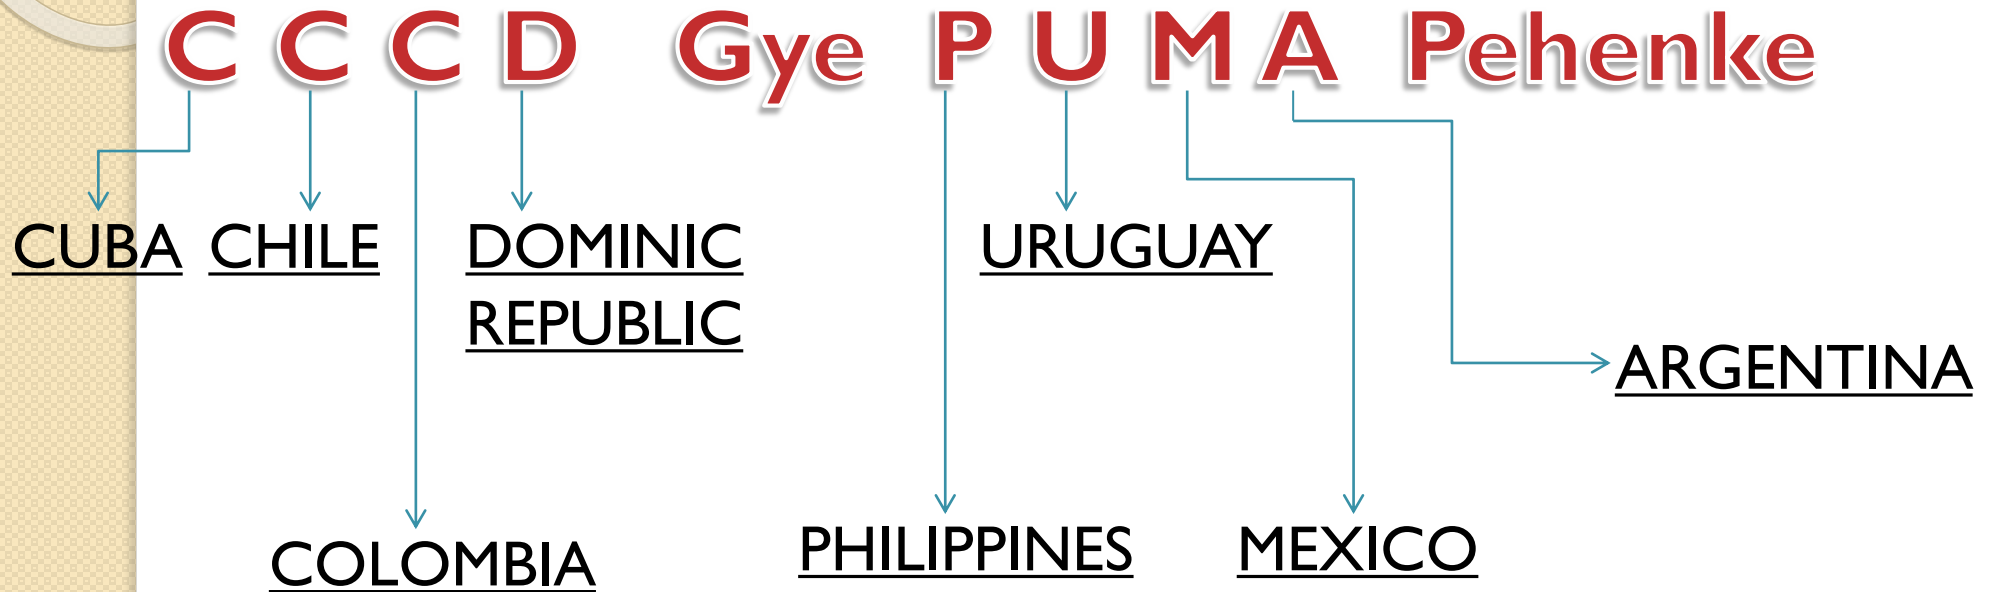 C C C D Gye P U M A Pehenke
CUBA CHILE DOMINIC URUGUAY
REPUBLIC
ARGENTINA
COLOMBIA PHILIPPINES MEXICO